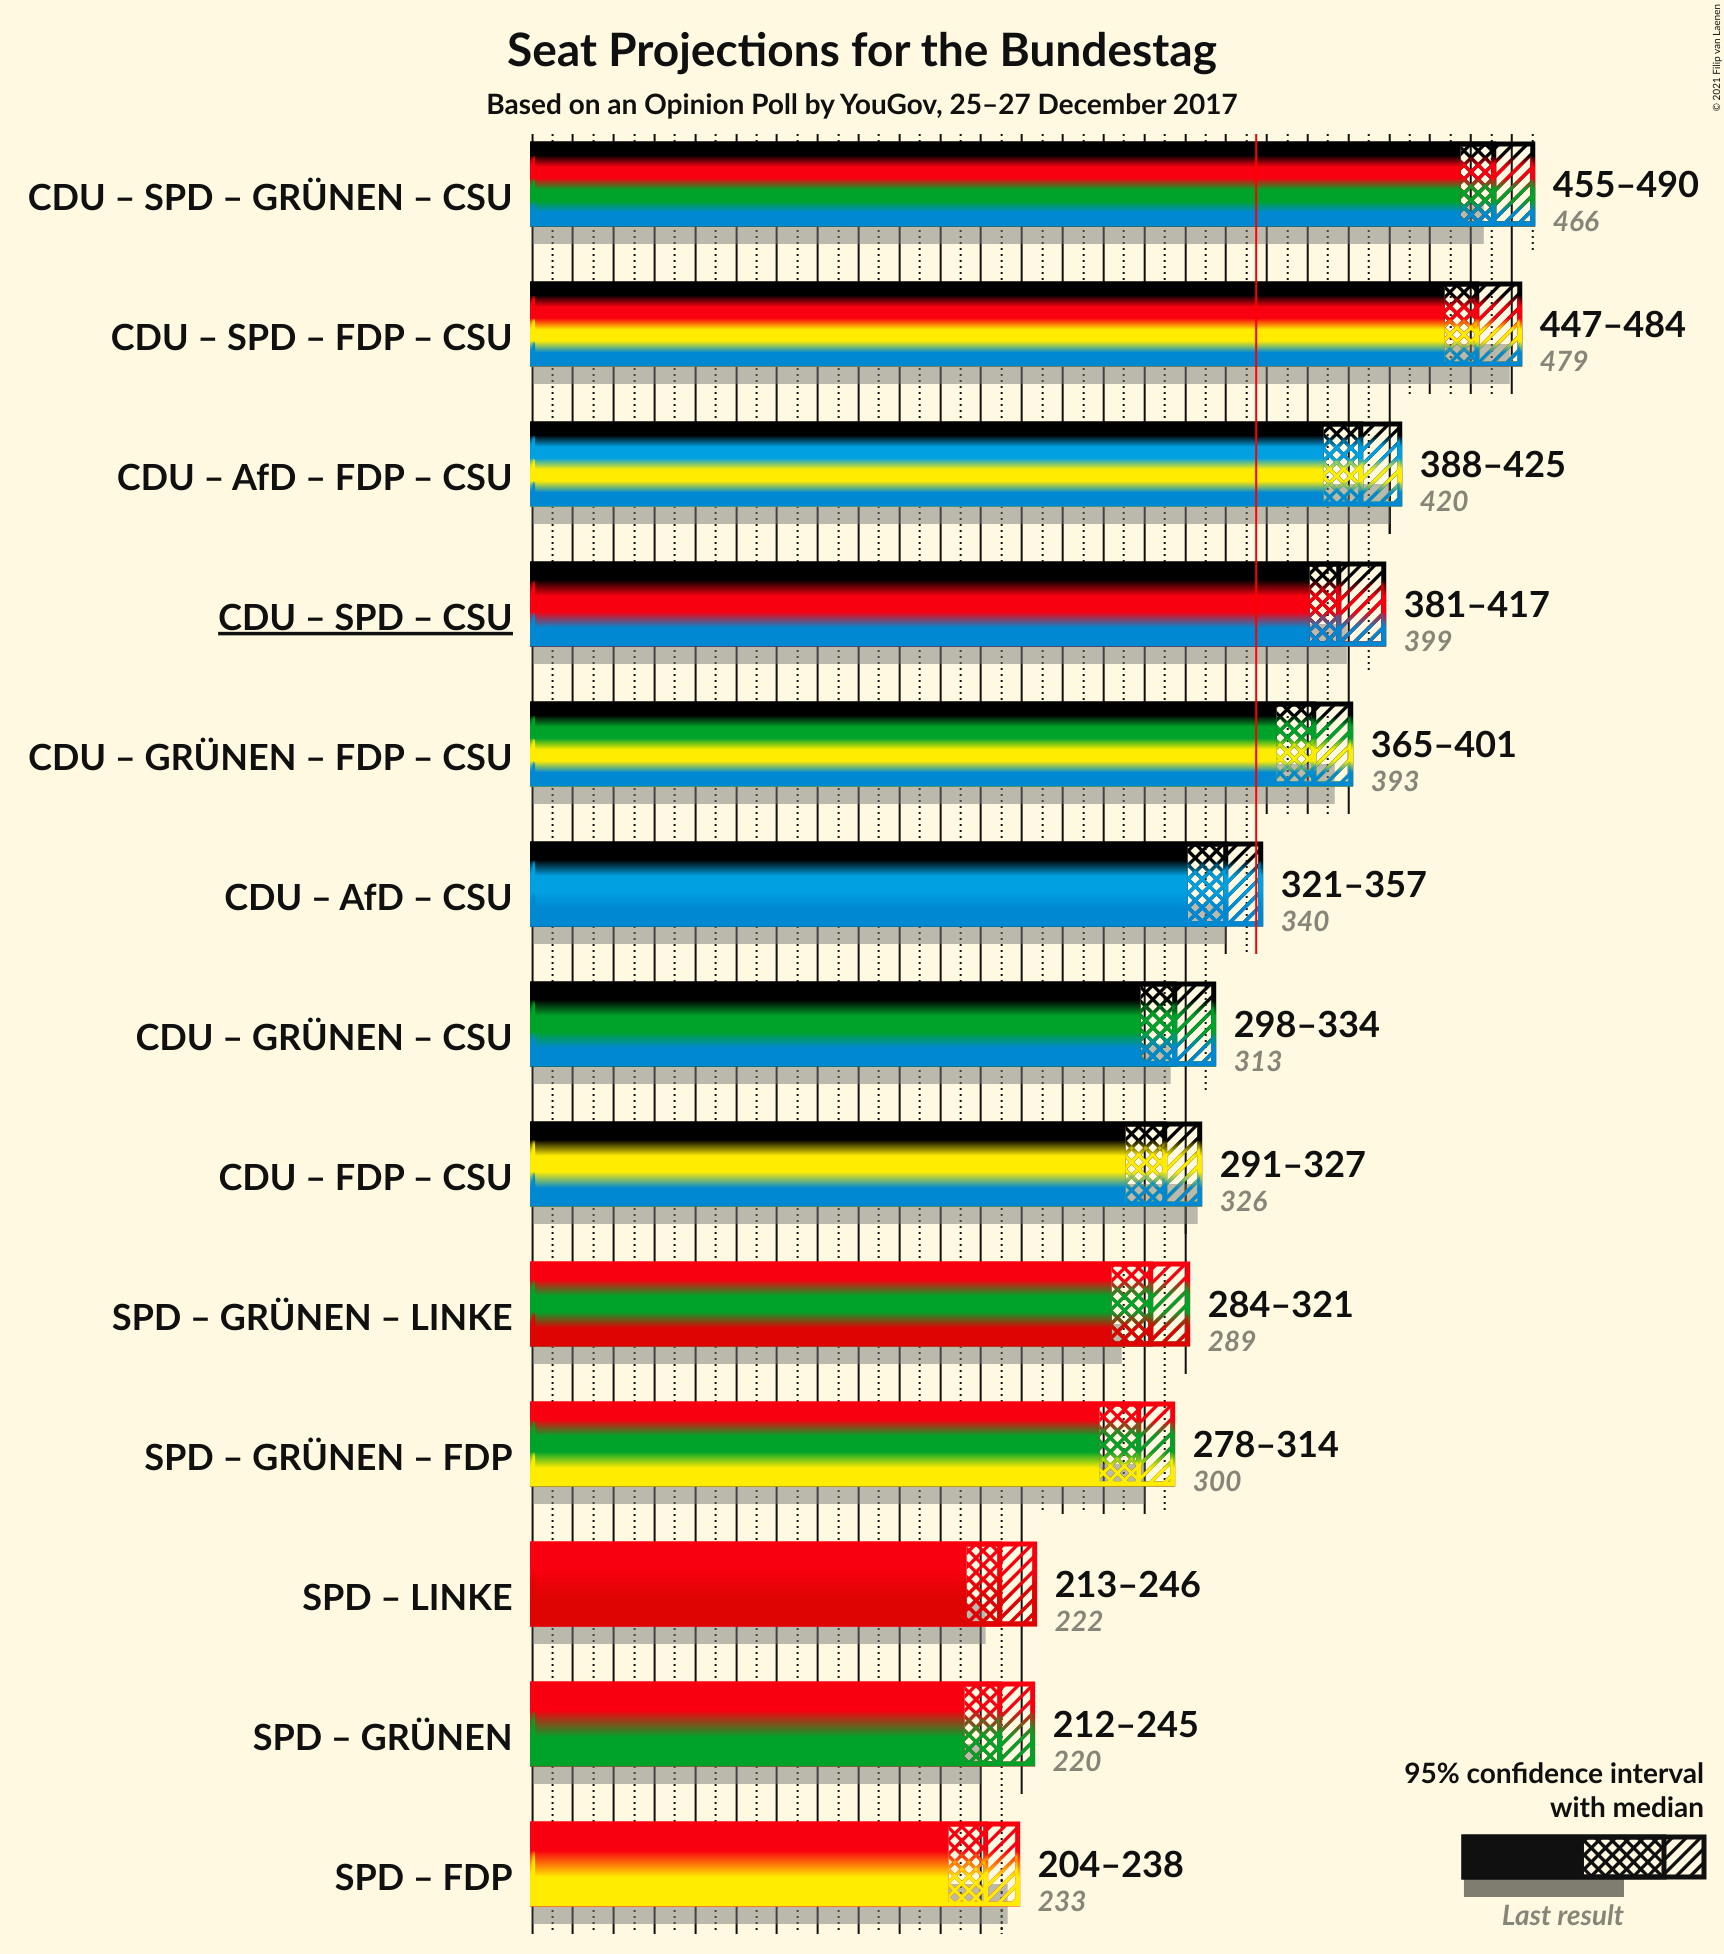 Seat Projections for the Bundestag
Based on an Opinion Poll by YouGov, 25–27 December 2017
© 2021 Filip van Laenen
CDU – SPD – GRÜNEN – CSU
455–490
466
CDU – SPD – FDP – CSU
447–484
479
CDU – AfD – FDP – CSU
388–425
420
CDU – SPD – CSU
381–417
399
CDU – GRÜNEN – FDP – CSU
365–401
393
CDU – AfD – CSU
321–357
340
CDU – GRÜNEN – CSU
298–334
313
CDU – FDP – CSU
291–327
326
SPD – GRÜNEN – LINKE
284–321
289
SPD – GRÜNEN – FDP
278–314
300
SPD – LINKE
213–246
222
SPD – GRÜNEN
212–245
220
SPD – FDP
204–238
233
95% confidence interval
with median
Last result